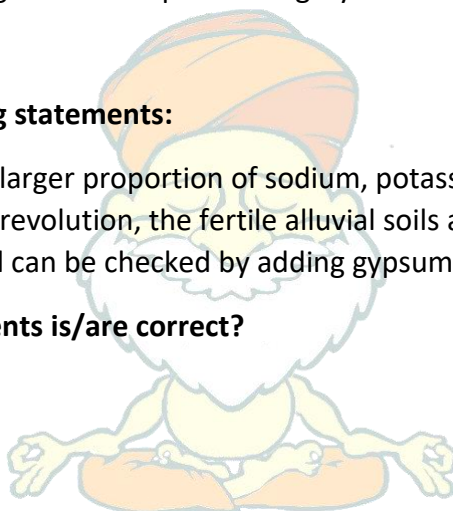 g statements:
larger proportion of sodium, potass
revolution, the fertile alluvial soils a
l can be checked by adding gypsum
ents is/are correct?